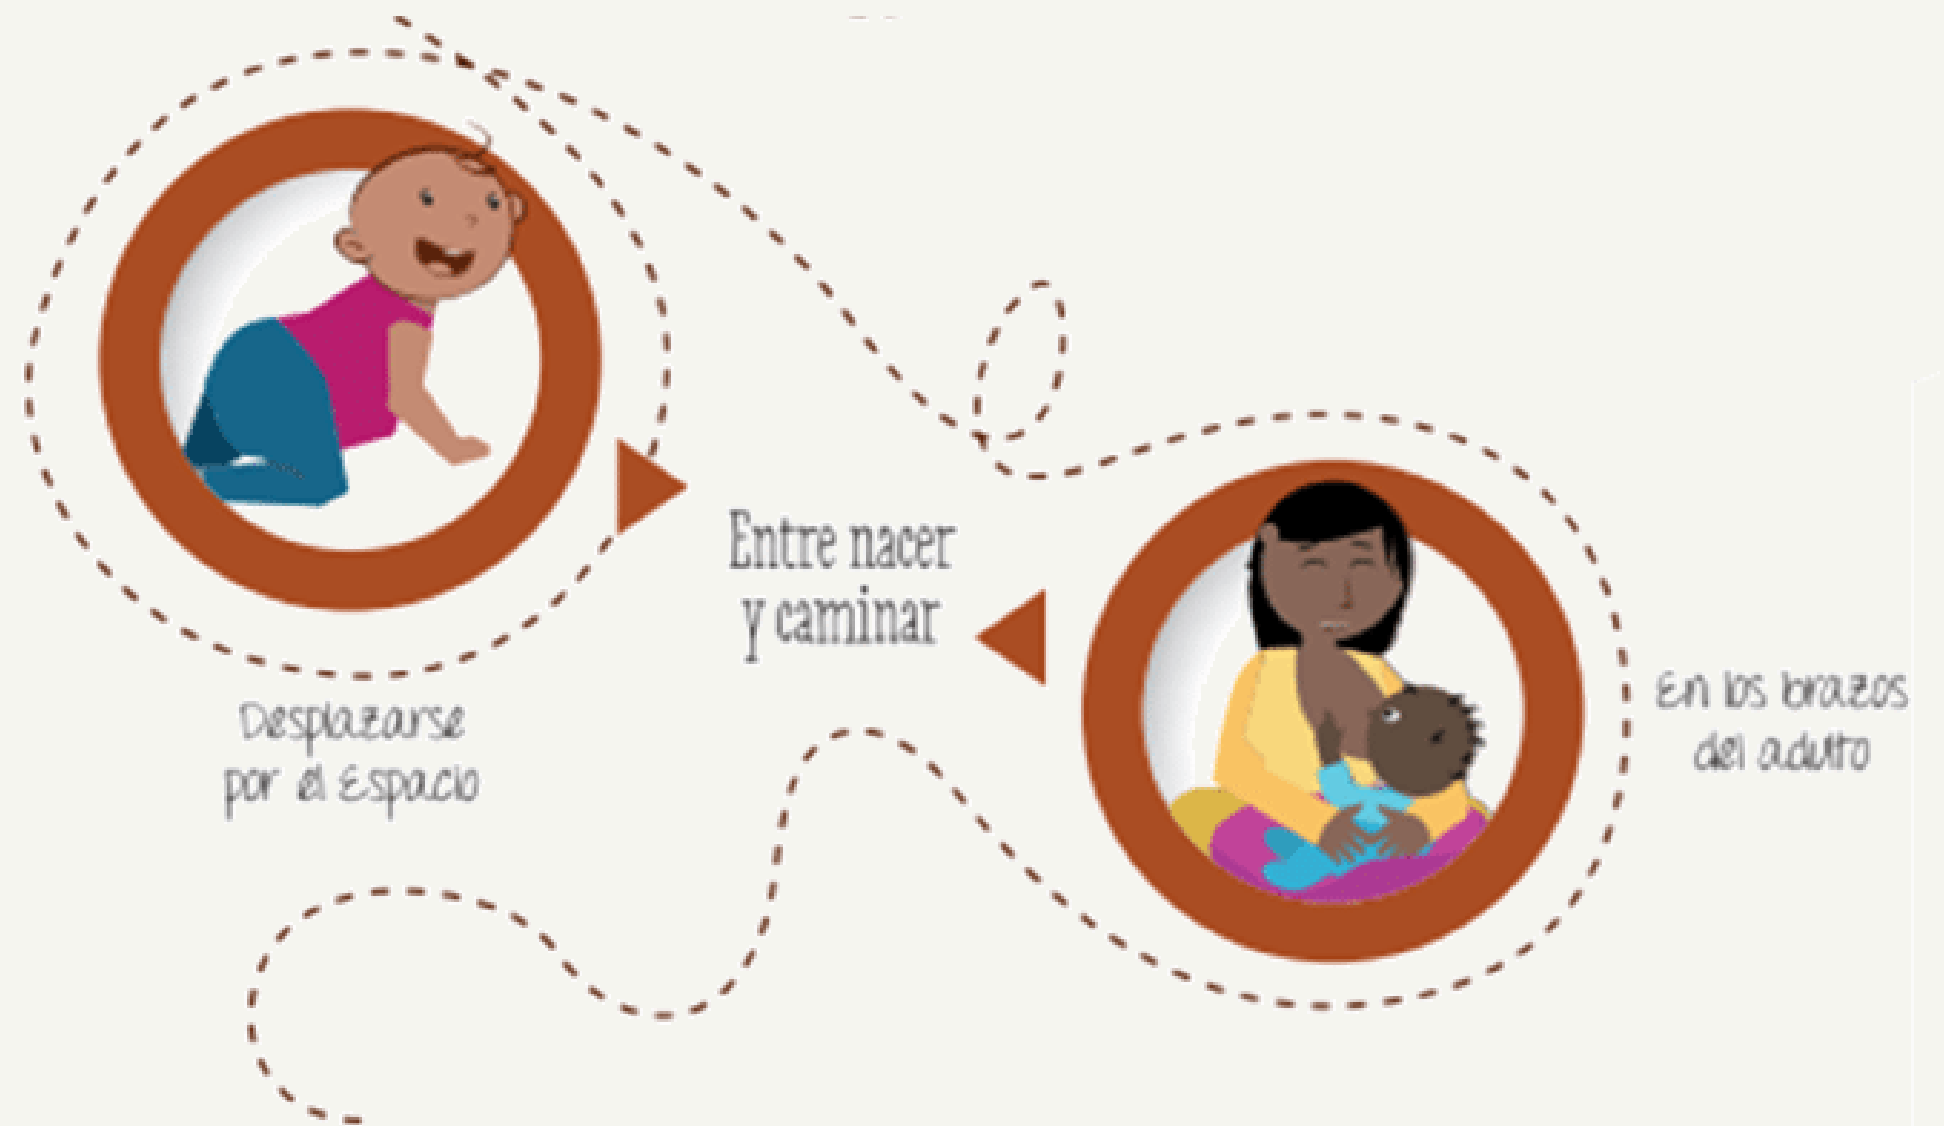 Entre nacer
y caminar
Desplazarse
por el Espacio
En los brazos
del adulto